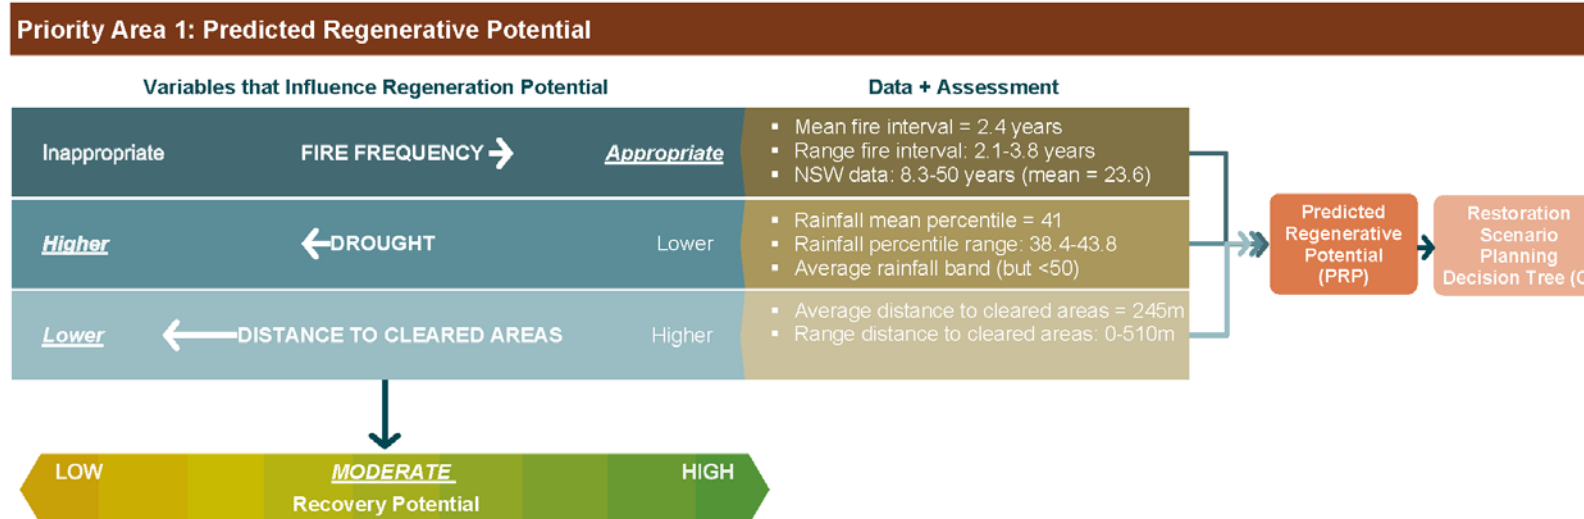 Priority Area 1: Predicted Regenerative Potential
Variables that Influence Regeneration Potential
Data + Assessment
Inappropriate
FIRE FREQUENCY
Appropriate
▪ Mean fire interval = 2.4 years
▪ Range fire interval: 2.1-3.8 years
▪ NSW data: 8.3-50 years (mean = 23.6)
Higher
DROUGHT
Lower
▪ Rainfall mean percentile = 41
▪ Rainfall percentile range: 38.4-43.8
▪ Average rainfall band (but <50)
Lower
DISTANCE TO CLEARED AREAS
Higher
▪ Average distance to cleared areas = 245m
▪ Range distance to cleared areas: 0-510m
Predicted
Regenerative
Potential
(PRP)
Restoration
Scenario
Planning
Decision Tree
LOW
MODERATE
HIGH
Recovery Potential